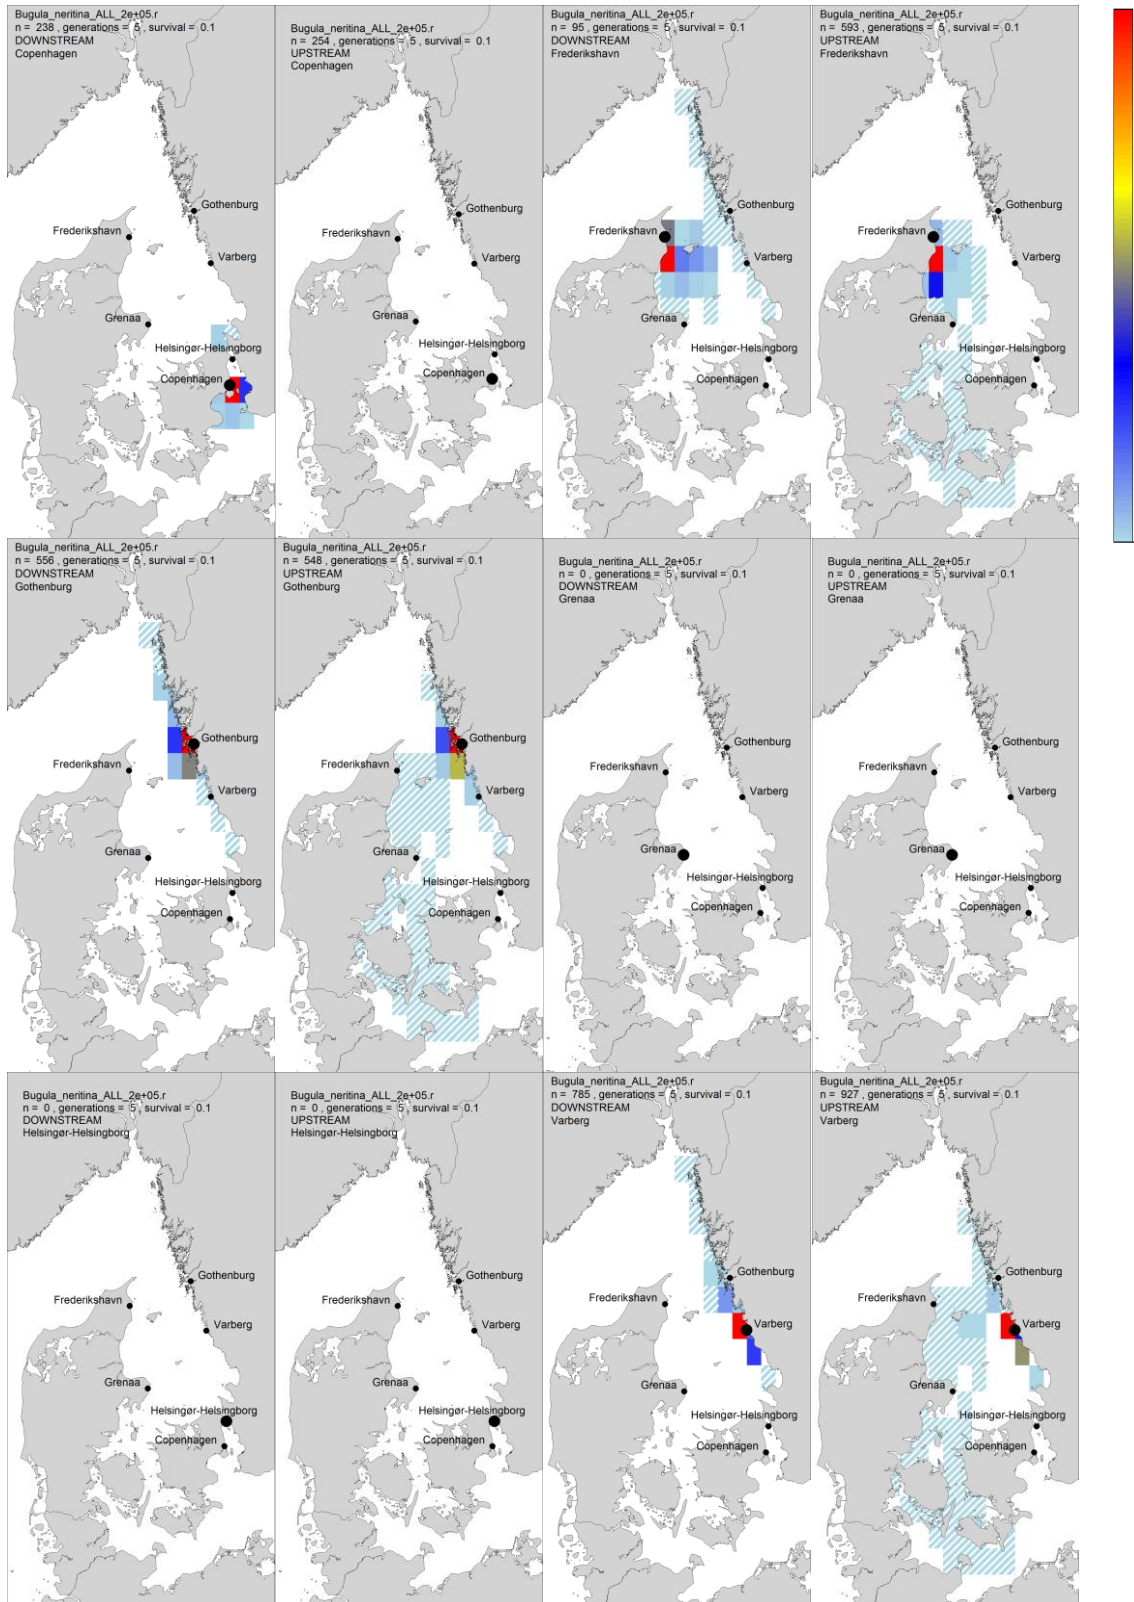 Bugula_neritina_ALL_2e+05.r
n = 238 , generations = 5 , survival = 0.1
DOWNSTREAM
Copenhagen
Gothenburg
Frederikshavn
Varberg
Grenaa
Helsingør-Helsingborg
Copenhagen
Bugula_neritina_ALL_2e+05.r
n = 254 , generations = 5 , survival = 0.1
UPSTREAM
Copenhagen
Gothenburg
Frederikshavn
Varberg
Grenaa
Helsingør-Helsingborg
Copenhagen
Bugula_neritina_ALL_2e+05.r
n = 95 , generations = 5 , survival = 0.1
DOWNSTREAM
Frederikshavn
Gothenburg
Frederikshavn
Varberg
Grenaa
Helsingør-Helsingborg
Copenhagen
Bugula_neritina_ALL_2e+05.r
n = 593 , generations = 5 , survival = 0.1
UPSTREAM
Frederikshavn
Gothenburg
Frederikshavn
Varberg
Grenaa
Helsingør-Helsingborg
Copenhagen
Bugula_neritina_ALL_2e+05.r
n = 556 , generations = 5 , survival = 0.1
DOWNSTREAM
Gothenburg
Gothenburg
Frederikshavn
Varberg
Grenaa
Helsingør-Helsingborg
Copenhagen
Bugula_neritina_ALL_2e+05.r
n = 548 , generations = 5 , survival = 0.1
UPSTREAM
Gothenburg
Gothenburg
Frederikshavn
Varberg
Grenaa
Helsingør-Helsingborg
Copenhagen
Bugula_neritina_ALL_2e+05.r
n = 0 , generations = 5 , survival = 0.1
DOWNSTREAM
Grenaa
Gothenburg
Frederikshavn
Varberg
Grenaa
Helsingør-Helsingborg
Copenhagen
Bugula_neritina_ALL_2e+05.r
n = 0 , generations = 5 , survival = 0.1
UPSTREAM
Grenaa
Gothenburg
Frederikshavn
Varberg
Grenaa
Helsingør-Helsingborg
Copenhagen
Bugula_neritina_ALL_2e+05.r
n = 0 , generations = 5 , survival = 0.1
DOWNSTREAM
Helsingør-Helsingborg
Gothenburg
Frederikshavn
Varberg
Grenaa
Helsingør-Helsingborg
Copenhagen
Bugula_neritina_ALL_2e+05.r
n = 0 , generations = 5 , survival = 0.1
UPSTREAM
Helsingør-Helsingborg
Gothenburg
Frederikshavn
Varberg
Grenaa
Helsingør-Helsingborg
Copenhagen
Bugula_neritina_ALL_2e+05.r
n = 785 , generations = 5 , survival = 0.1
DOWNSTREAM
Varberg
Gothenburg
Frederikshavn
Varberg
Grenaa
Helsingør-Helsingborg
Copenhagen
Bugula_neritina_ALL_2e+05.r
n = 927 , generations = 5 , survival = 0.1
UPSTREAM
Varberg
Gothenburg
Frederikshavn
Varberg
Grenaa
Helsingør-Helsingborg
Copenhagen